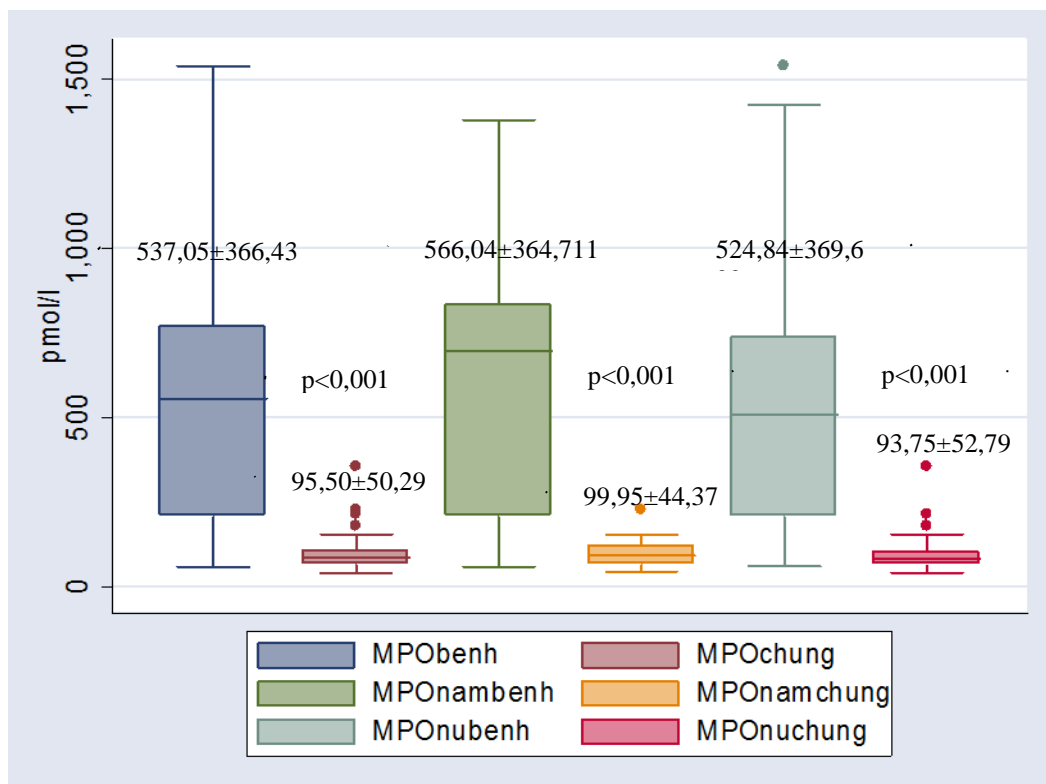 1,500
1,000
500
0
pmol/l
537,05±366,43
566,04±364,711
524,84±369,6
p<0,001
p<0,001
p<0,001
95,50±50,29
99,95±44,37
93,75±52,79
MPObenh
MPOchung
MPOnambenh
MPOnamchung
MPOnubenh
MPOnuchung